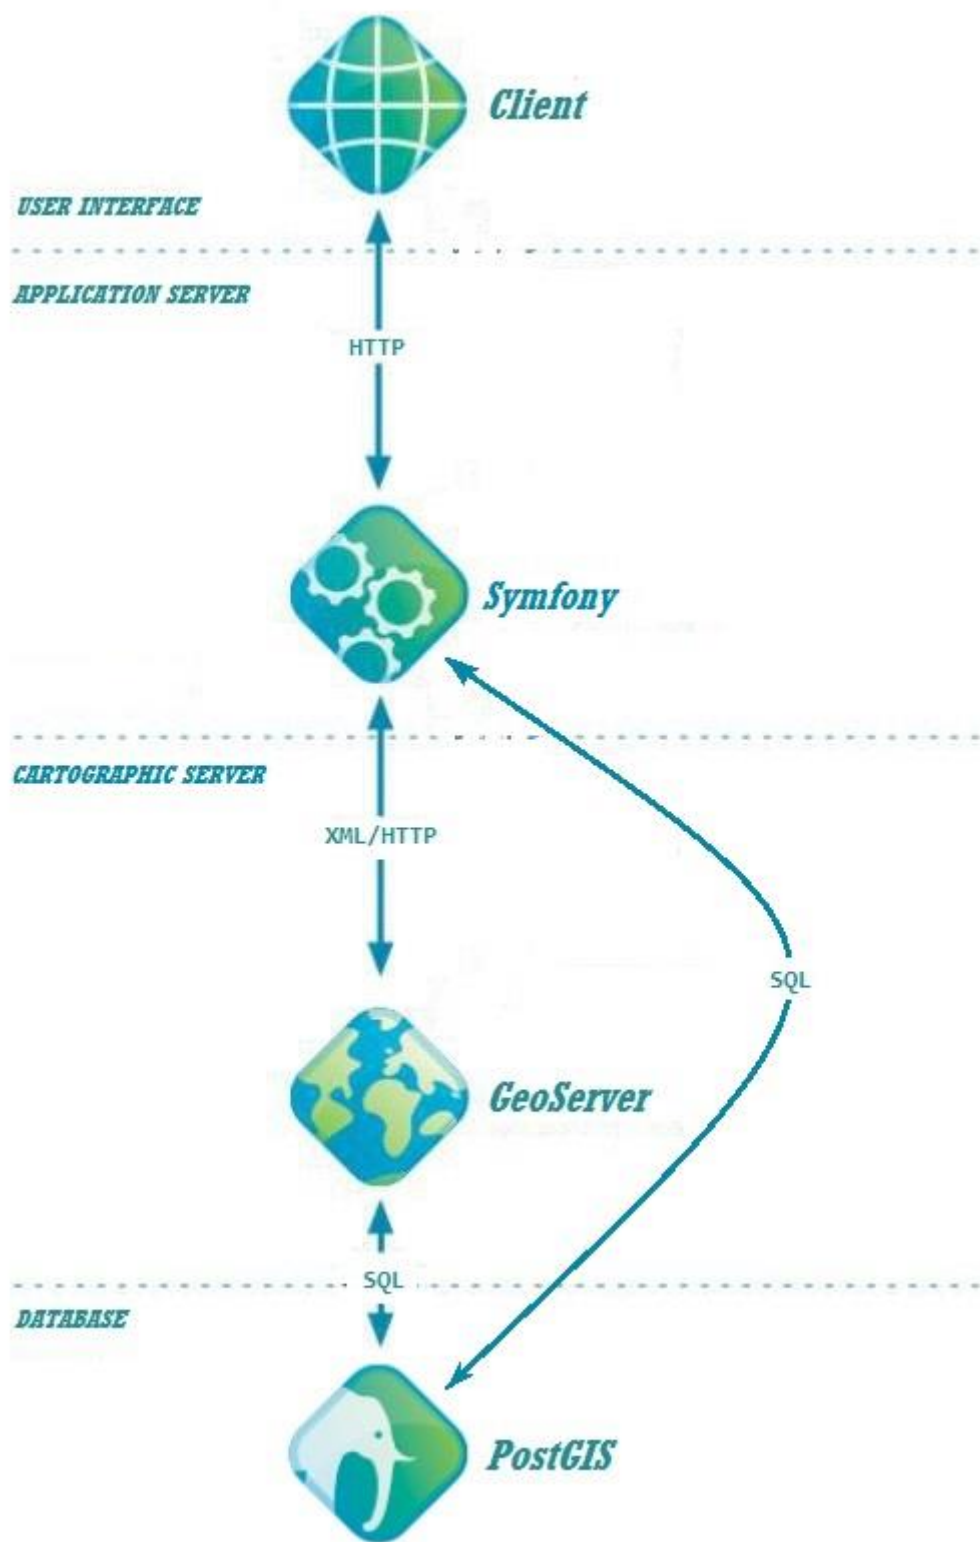 Client
USER INTERFACE
APPLICATION SERVER
HTTP
Symfony
CARTOGRAPHIC SERVER
XML/HTTP
SQL
GeoServer
SQL
DATABASE
PostGIS